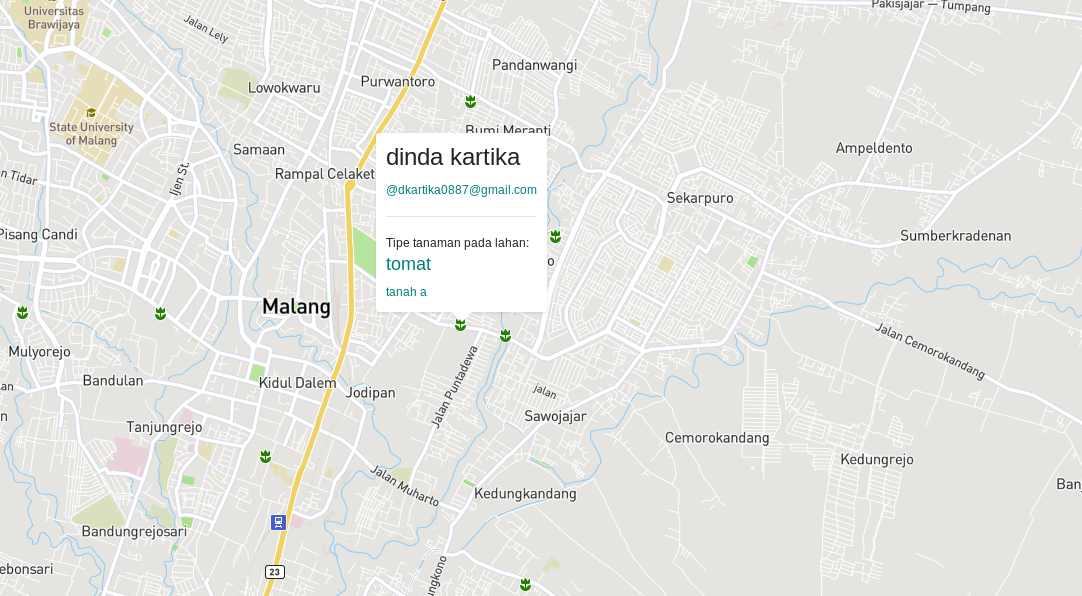 Universitas
Brawijaya
Pakisjajar — Tumpang
Jalan Lely
Pandanwangi
Purwantoro
Lowokwaru
State University
of Malang
Bumi Meranti
Samaan
Ampeldento
dinda kartika
Rampal Celaket
Ijen St.
en Tidar
@dkartika0887@gmail.com
Sekarpuro
Pisang Candi
Sumberkradenan
Tipe tanaman pada lahan:
o
tomat
tanah a
Malang
Jalan Cemorokandang
Mulyorejo
Bandulan
Kidul Dalem
Jalan Puntadewa
an
Jodipan
jalan
n
Sawojajar
Tanjungrejo
Cemorokandang
Kedungrejo
Jalan Muharto
Ban
Kedungkandang
Bandungrejosari
ebonsari
23
ungkono